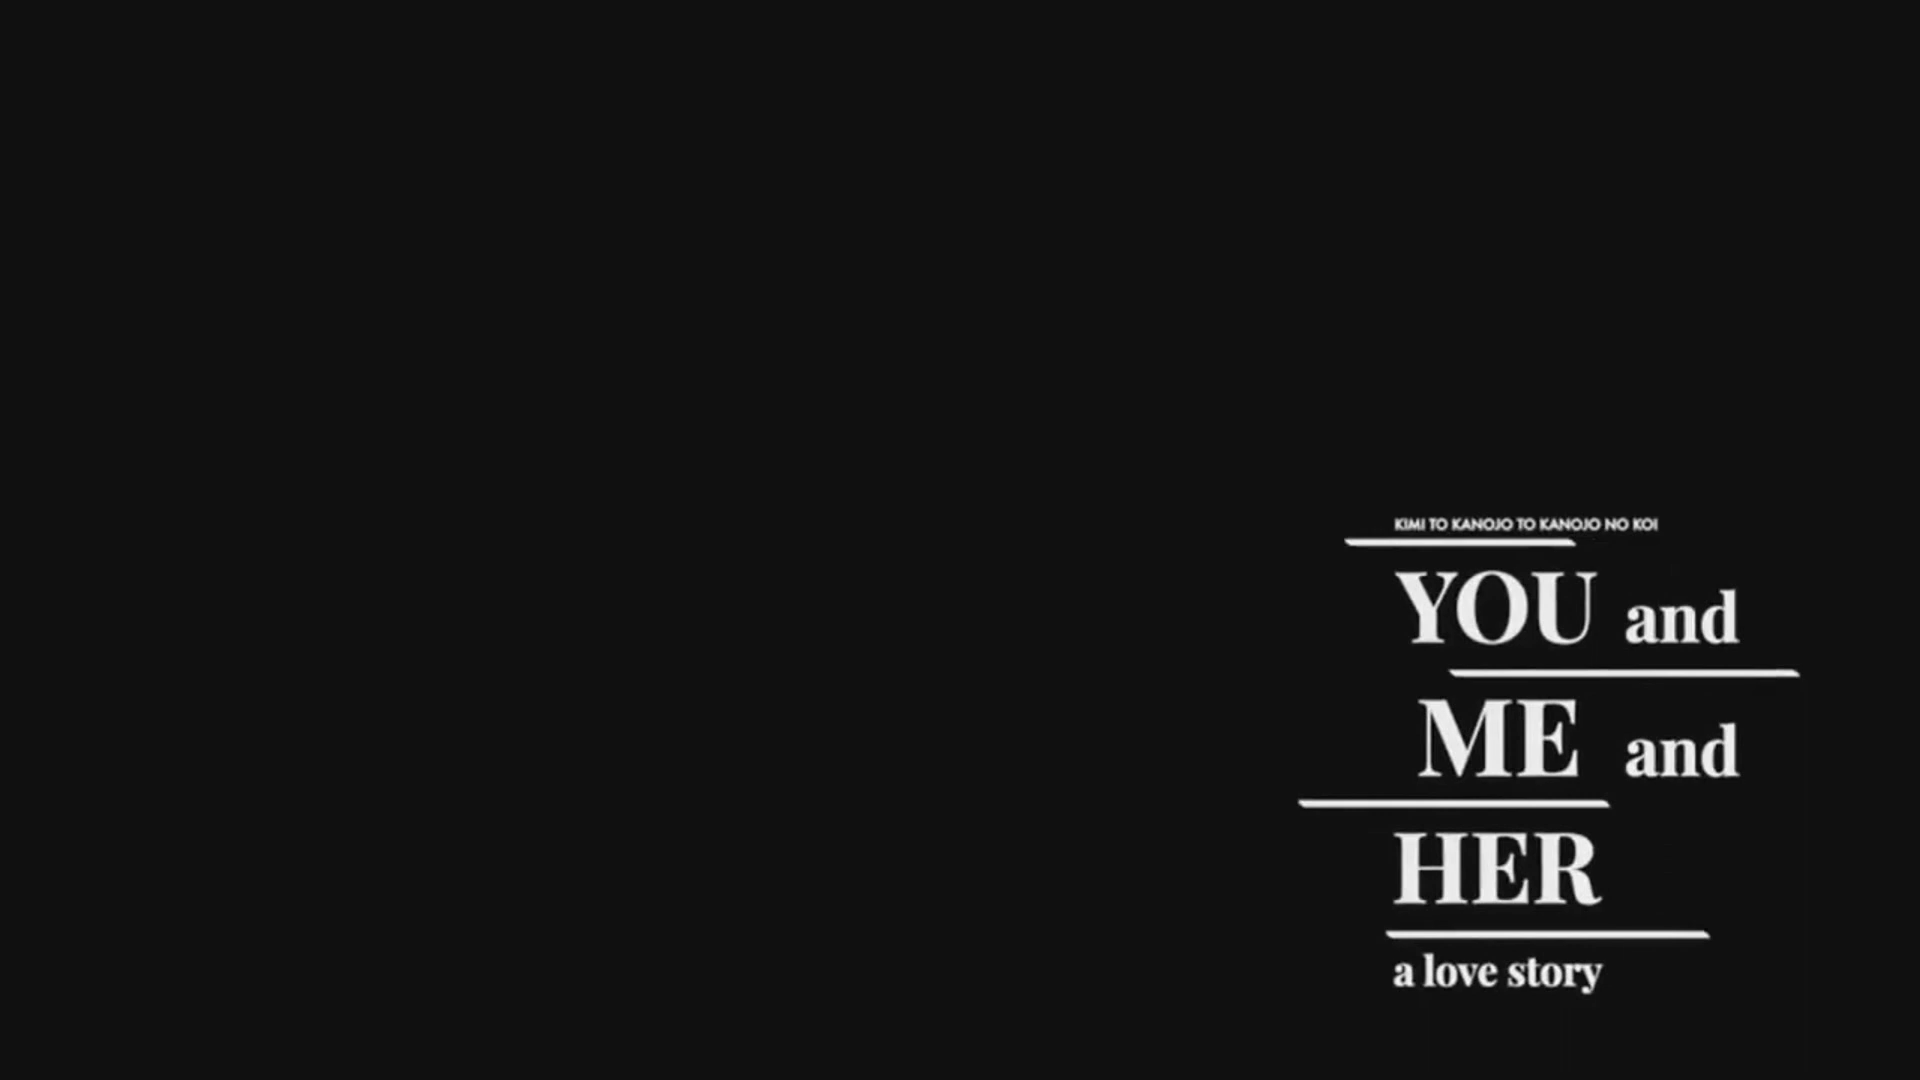 KIMI TO KANOJO TO KANOJO NO KOI
YOU and
ME and
HER
a love story